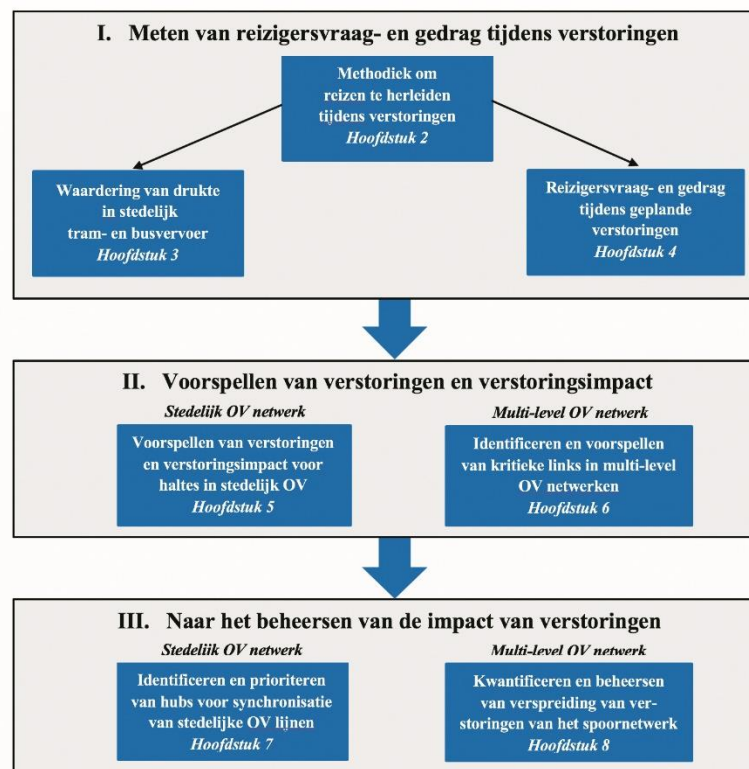 I. Meten van reizigersvraag- en gedrag tijdens verstoringen
Methodiek om
reizen te herleiden
tijdens verstoringen
Hoofdstuk 2
Waardering van drukte
in stedelijk
tram- en busvervoer
Hoofdstuk 3
Reizigersvraag- en gedrag
tijdens geplande
verstoringen
Hoofdstuk 4
II. Voorspellen van verstoringen en verstoringsimpact
Stedelijk OV netwerk
Voorspellen van verstoringen
en verstoringsimpact voor
haltes in stedelijk OV
Hoofdstuk 5
Multi-level OV netwerk
Identificeren en voorspellen
van kritieke links in multi-level
OV netwerken
Hoofdstuk 6
III. Naar het beheersen van de impact van verstoringen
Stedelijk OV netwerk
Identificeren en prioriteren
van hubs voor synchronisatie
van stedelijke OV lijnen
Hoofdstuk 7
Multi-level OV netwerk
Kwantificeren en beheersen
van verspreiding van ver-
storingen van het spoornetwerk
Hoofdstuk 8